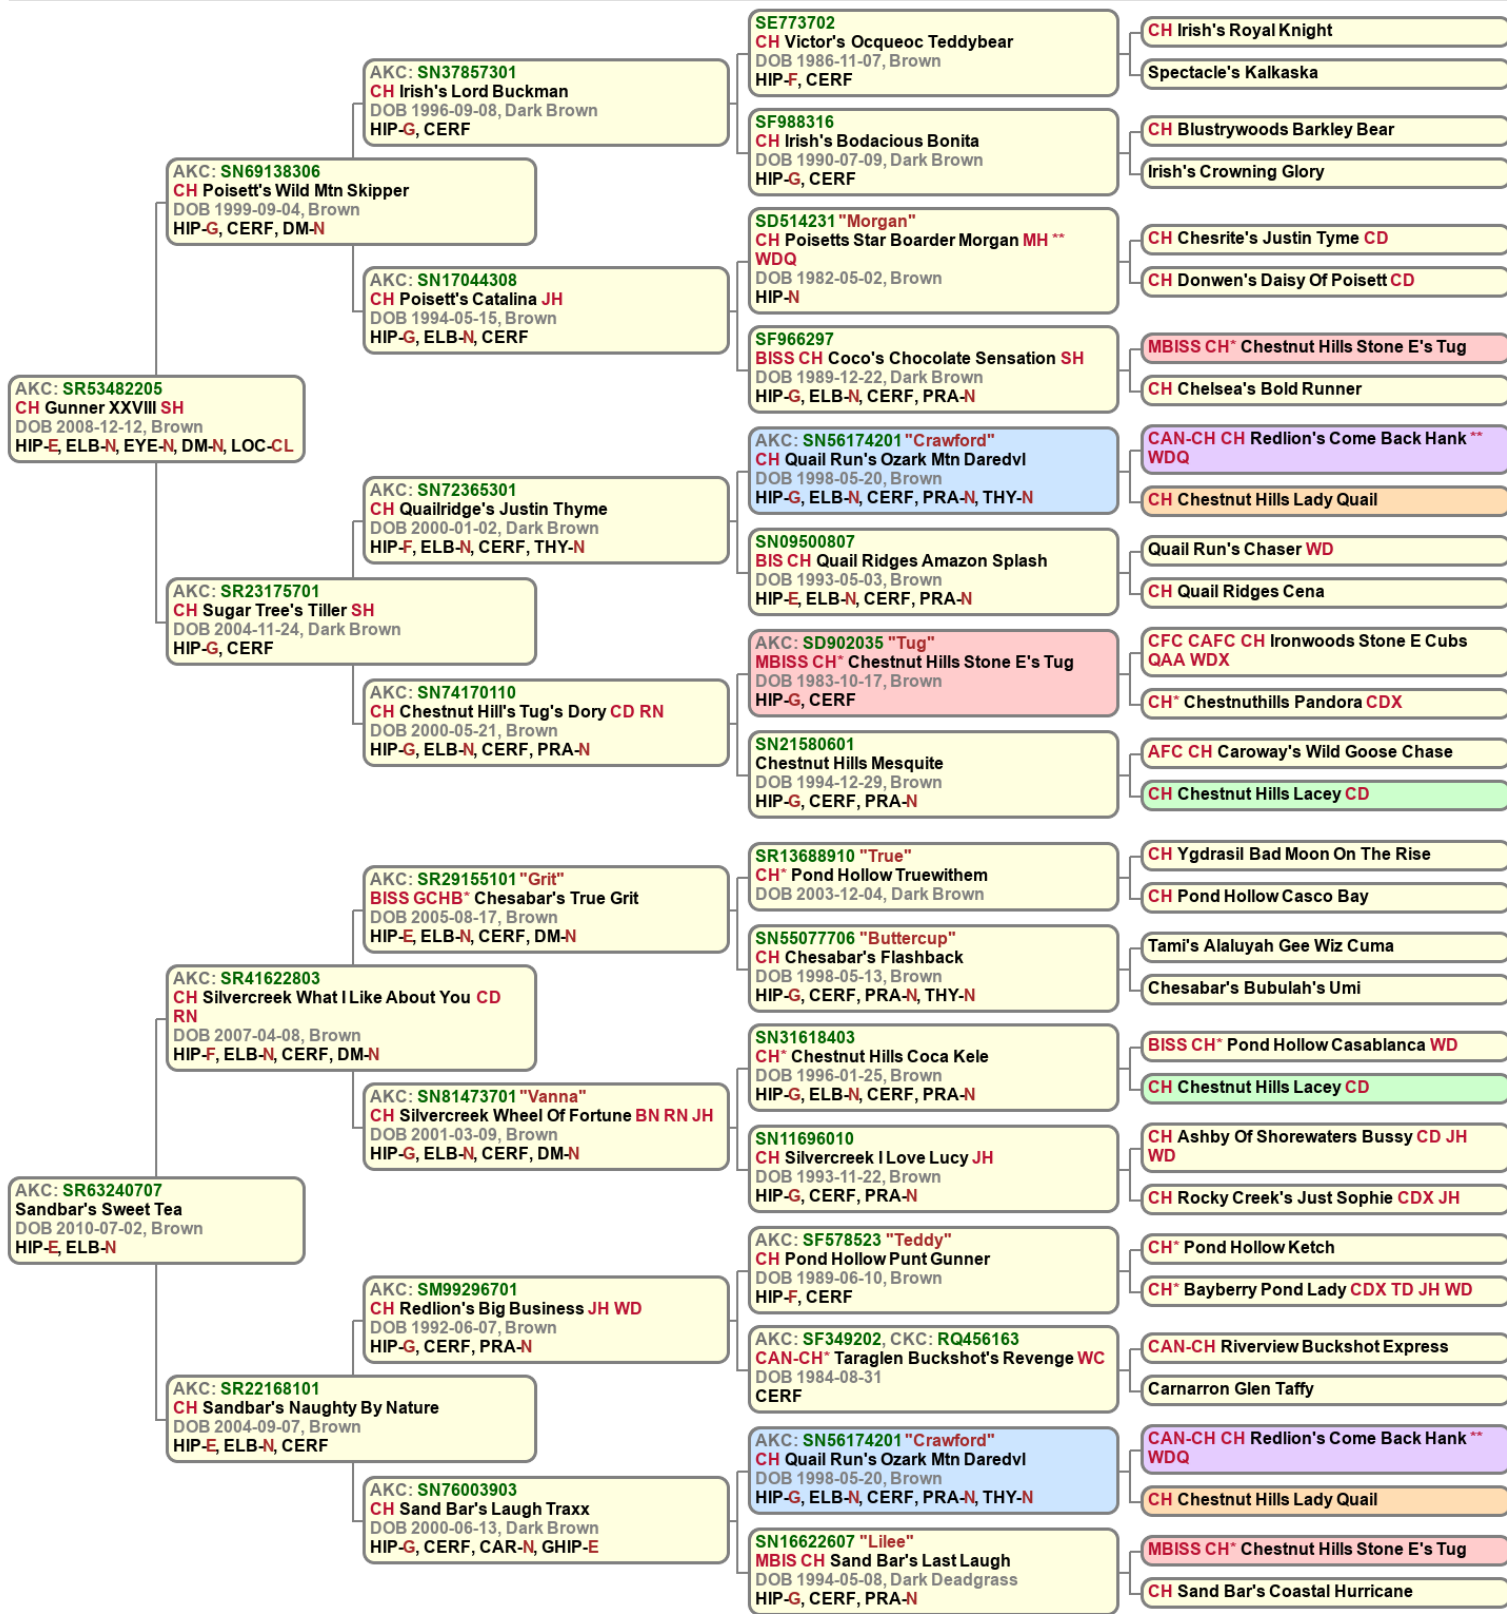 AKC: SR53482205
CH Gunner XXVIII SH
DOB 2008-12-12, Brown
HIP-E, ELB-N, EYE-N, DM-N, LOC-CL
AKC: SR63240707
Sandbar's Sweet Tea
DOB 2010-07-02, Brown
HIP-E, ELB-N
AKC: SN69138306
CH Poisett's Wild Mtn Skipper
DOB 1999-09-04, Brown
HIP-G, CERF, DM-N
AKC: SR23175701
CH Sugar Tree's Tiller SH
DOB 2004-11-24, Dark Brown
HIP-G, CERF
AKC: SR41622803
CH Silvercreek What I Like About You CD
RN
DOB 2007-04-08, Brown
HIP-F, ELB-N, CERF, DM-N
AKC: SR22168101
CH Sandbar's Naughty By Nature
DOB 2004-09-07, Brown
HIP-E, ELB-N, CERF
AKC: SN37857301
CH Irish's Lord Buckman
DOB 1996-09-08, Dark Brown
HIP-G, CERF
AKC: SN17044308
CH Poisett's Catalina JH
DOB 1994-05-15, Brown
HIP-G, ELB-N, CERF
AKC: SN72365301
CH Quailridge's Justin Thyme
DOB 2000-01-02, Dark Brown
HIP-F, ELB-N, CERF, THY-N
AKC: SN74170110
CH Chestnut Hill's Tug's Dory CD RN
DOB 2000-05-21, Brown
HIP-G, ELB-N, CERF, PRA-N
AKC: SR29155101 "Grit"
BISS GCHB* Chesabar's True Grit
DOB 2005-08-17, Brown
HIP-E, ELB-N, CERF, DM-N
AKC: SN81473701 "Vanna"
CH Silvercreek Wheel Of Fortune BN RN JH
DOB 2001-03-09, Brown
HIP-G, ELB-N, CERF, DM-N
AKC: SM99296701
CH Redlion's Big Business JH WD
DOB 1992-06-07, Brown
HIP-G, CERF, PRA-N
AKC: SN76003903
CH Sand Bar's Laugh Traxx
DOB 2000-06-13, Dark Brown
HIP-G, CERF, CAR-N, GHIP-E
SE773702
CH Victor's Ocqueoc Teddybear
DOB 1986-11-07, Brown
HIP-F, CERF
SF988316
CH Irish's Bodacious Bonita
DOB 1990-07-09, Dark Brown
HIP-G, CERF
SD514231 "Morgan"
CH Poisetts Star Boarder Morgan MH **
WDQ
DOB 1982-05-02, Brown
HIP-N
SF966297
BISS CH Coco's Chocolate Sensation SH
DOB 1989-12-22, Dark Brown
HIP-G, ELB-N, CERF, PRA-N
AKC: SN56174201 "Crawford"
CH Quail Run's Ozark Mtn Daredvl
DOB 1998-05-20, Brown
HIP-G, ELB-N, CERF, PRA-N, THY-N
SN09500807
BIS CH Quail Ridges Amazon Splash
DOB 1993-05-03, Brown
HIP-E, ELB-N, CERF, PRA-N
AKC: SD902035 "Tug"
MBISS CH* Chestnut Hills Stone E's Tug
DOB 1983-10-17, Brown
HIP-G, CERF
SN21580601
Chestnut Hills Mesquite
DOB 1994-12-29, Brown
HIP-G, CERF, PRA-N
SR13688910 "True"
CH* Pond Hollow Truewithem
DOB 2003-12-04, Dark Brown
SN55077706 "Buttercup"
CH Chesabar's Flashback
DOB 1998-05-13, Brown
HIP-G, CERF, PRA-N, THY-N
SN31618403
CH* Chestnut Hills Coca Kele
DOB 1996-01-25, Brown
HIP-G, ELB-N, CERF, PRA-N
SN11696010
CH Silvercreek I Love Lucy JH
DOB 1993-11-22, Brown
HIP-G, CERF, PRA-N
AKC: SF578523 "Teddy"
CH Pond Hollow Punt Gunner
DOB 1989-06-10, Brown
HIP-F, CERF
AKC: SF349202, CKC: RQ456163
CAN-CH* Taraglen Buckshot's Revenge WC
DOB 1984-08-31
CERF
AKC: SN56174201 "Crawford"
CH Quail Run's Ozark Mtn Daredvl
DOB 1998-05-20, Brown
HIP-G, ELB-N, CERF, PRA-N, THY-N
SN16622607 "Lilee"
MBIS CH Sand Bar's Last Laugh
DOB 1994-05-08, Dark Deadgrass
HIP-G, CERF, PRA-N
CH Irish's Royal Knight
Spectacle's Kalkaska
CH Blustrywoods Barkley Bear
Irish's Crowning Glory
CH Chesrite's Justin Tyme CD
CH Donwen's Daisy Of Poisett CD
MBISS CH* Chestnut Hills Stone E's Tug
CH Chelsea's Bold Runner
CAN-CH CH Redlion's Come Back Hank **
WDQ
CH Chestnut Hills Lady Quail
Quail Run's Chaser WD
CH Quail Ridges Cena
CFC CAFC CH Ironwoods Stone E Cubs
QAA WDX
CH* Chestnuthills Pandora CDX
AFC CH Caroway's Wild Goose Chase
CH Chestnut Hills Lacey CD
CH Ygdrasil Bad Moon On The Rise
CH Pond Hollow Casco Bay
Tami's Alaluyah Gee Wiz Cuma
Chesabar's Bubulah's Umi
BISS CH* Pond Hollow Casablanca WD
CH Chestnut Hills Lacey CD
CH Ashby Of Shorewaters Bussy CD JH
WD
CH Rocky Creek's Just Sophie CDX JH
CH* Pond Hollow Ketch
CH* Bayberry Pond Lady CDX TD JH WD
CAN-CH Riverview Buckshot Express
Carnarron Glen Taffy
CAN-CH CH Redlion's Come Back Hank **
WDQ
CH Chestnut Hills Lady Quail
MBISS CH* Chestnut Hills Stone E's Tug
CH Sand Bar's Coastal Hurricane